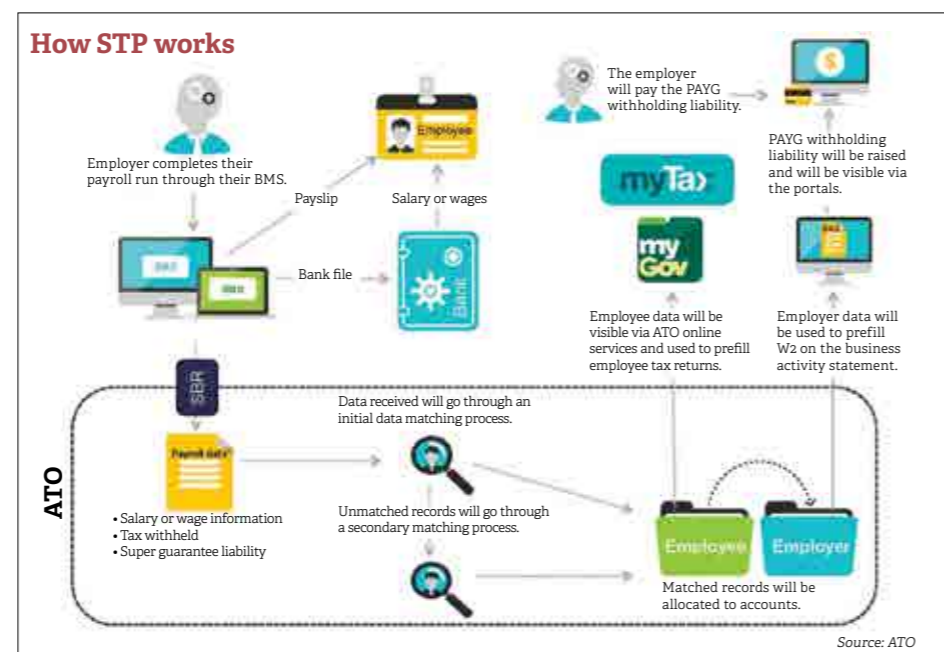 How STP works
Employer completes their
payroll run through their BMS.
Payslip
Employee
Salary or wages
Bank file
BANK
The employer
will pay the PAYG
withholding liability.
PAYG withholding
liability will be raised
and will be visible via
the portals.
myTax
my
Gov
Employee data will be
visible via ATO online
services and used to prefill
employee tax returns.
Employer data will
be used to prefill
W2 on the business
activity statement.
SBR
ATO
Payroll data
• Salary or wage information
• Tax withheld
• Super guarantee liability
Data received will go through an
initial data matching process.
Unmatched records will go through
a secondary matching process.
Employee
Employer
Matched records will be
allocated to accounts.
Source: ATO